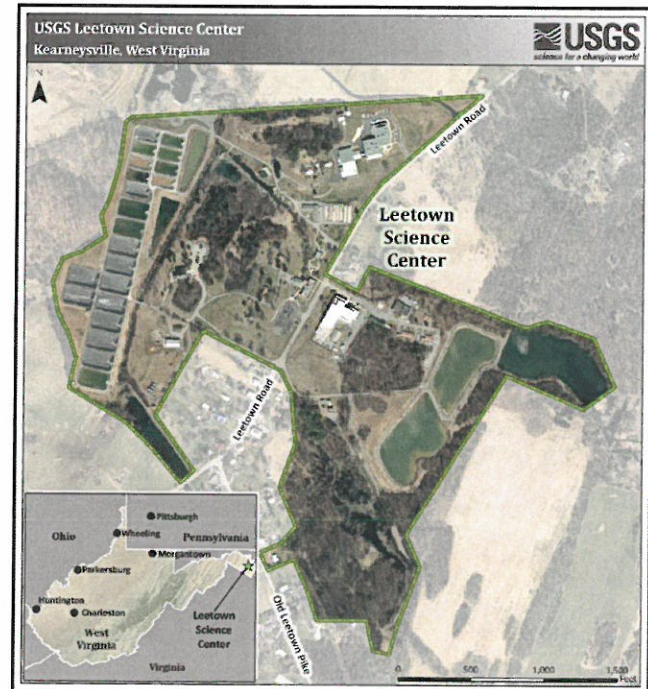 USGS Leetown Science Center
Kearneysville, West Virginia
USGS
science for a changing world
N
Leetown Road
Leetown
Science
Center
Leetown Road
Old Leetown Pike
Ohio
Pittsburgh
Wheeling
Pennsylvania
Morgantown
Parkersburg
Huntington
Charleston
Leetown
Science
Center
West
Virginia
Virginia
0 500 1,000 1,500
Feet